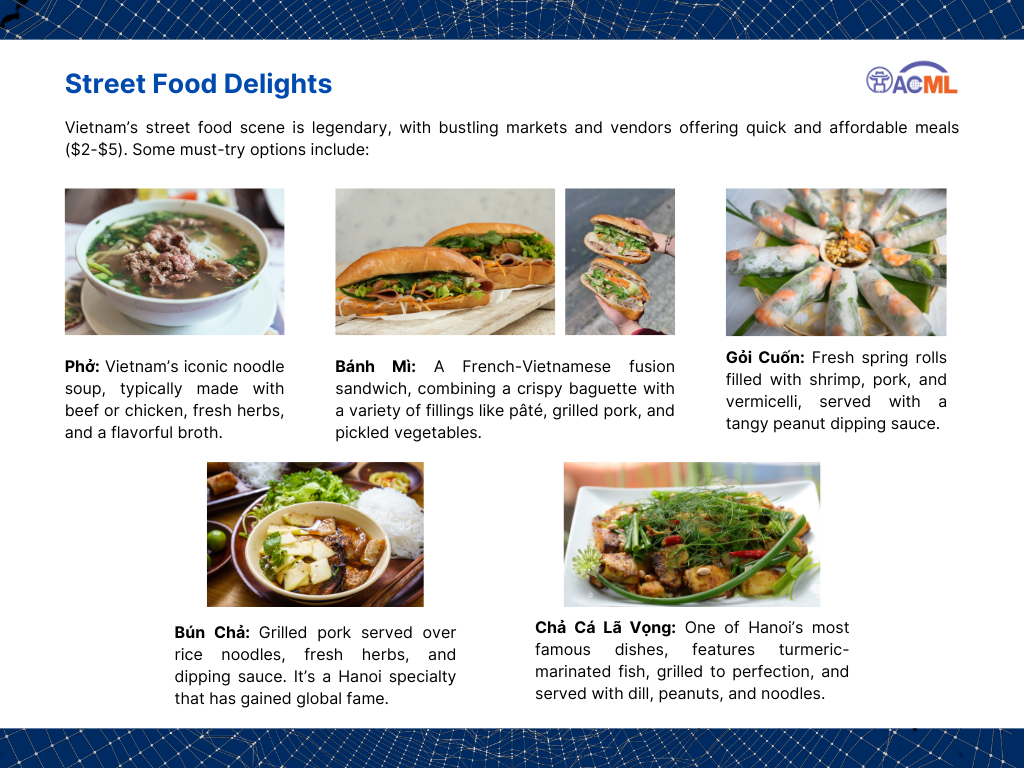 Street Food Delights
ACML
Vietnam’s street food scene is legendary, with bustling markets and vendors offering quick and affordable meals
($2-$5). Some must-try options include:
Phở: Vietnam’s iconic noodle
soup, typically made with
beef or chicken, fresh herbs,
and a flavorful broth.
Bánh Mì: A French-Vietnamese fusion
sandwich, combining a crispy baguette with
a variety of fillings like pâté, grilled pork, and
pickled vegetables.
Gỏi Cuốn: Fresh spring rolls
filled with shrimp, pork, and
vermicelli, served with a
tangy peanut dipping sauce.
Bún Chả: Grilled pork served over
rice noodles, fresh herbs, and
dipping sauce. It’s a Hanoi specialty
that has gained global fame.
Chả Cá Lã Vọng: One of Hanoi’s most
famous dishes, features turmeric-
marinated fish, grilled to perfection, and
served with dill, peanuts, and noodles.